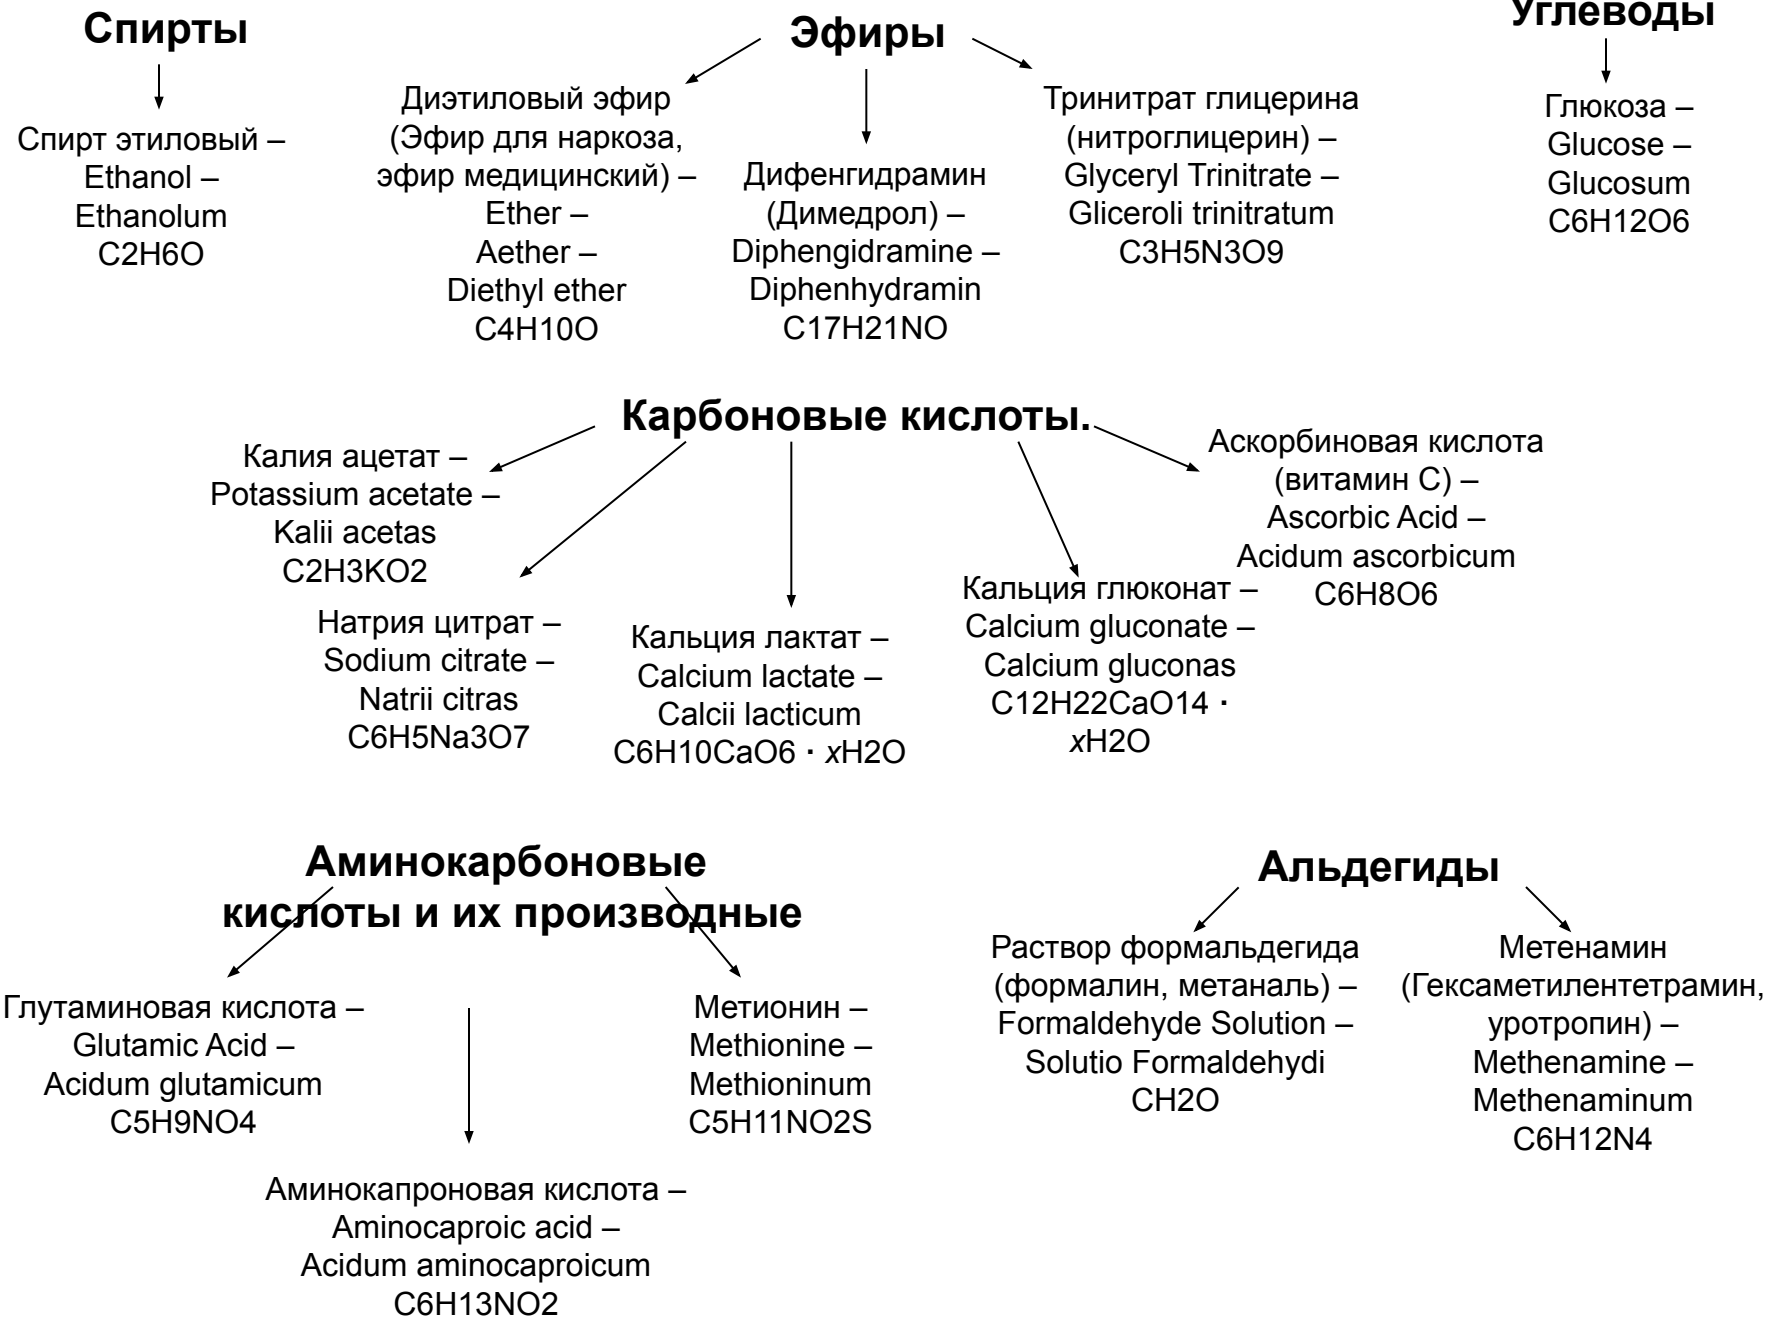 Спирты
Спирт этиловый –
Ethanol –
Ethanolum
C2H6O
Эфиры
Диэтиловый эфир
(Эфир для наркоза,
эфир медицинский) –
Ether –
Aether –
Diethyl ether
C4H10O
Дифенгидрамин
(Димедрол) –
Diphengidramine –
Diphenhydramin
C17H21NO
Тринитрат глицерина
(нитроглицерин) –
Glyceryl Trinitrate –
Gliceroli trinitratum
C3H5N3O9
Углеводы
Глюкоза –
Glucose –
Glucosum
C6H12O6
Карбоновые кислоты.
Калия ацетат –
Potassium acetate –
Kalii acetas
C2H3KO2
Натрия цитрат –
Sodium citrate –
Natrii citras
C6H5Na3O7
Кальция лактат –
Calcium lactate –
Calcii lacticum
C6H10CaO6 · xH2O
Кальция глюконат –
Calcium gluconate –
Calcium gluconas
C12H22CaO14 ·
xH2O
Аскорбиновая кислота
(витамин С) –
Ascorbic Acid –
Acidum ascorbicum
C6H8O6
Аминокарбоновые
кислоты и их производные
Глутаминовая кислота –
Glutamic Acid –
Acidum glutamicum
C5H9NO4
Аминокапроновая кислота –
Aminocaproic acid –
Acidum aminocaproicum
C6H13NO2
Метионин –
Methionine –
Methioninum
C5H11NO2S
Альдегиды
Раствор формальдегида
(формалин, метаналь) –
Formaldehyde Solution –
Solutio Formaldehydi
CH2O
Метенамин
(Гексаметилентетрамин,
уротропин) –
Methenamine –
Methenaminum
C6H12N4